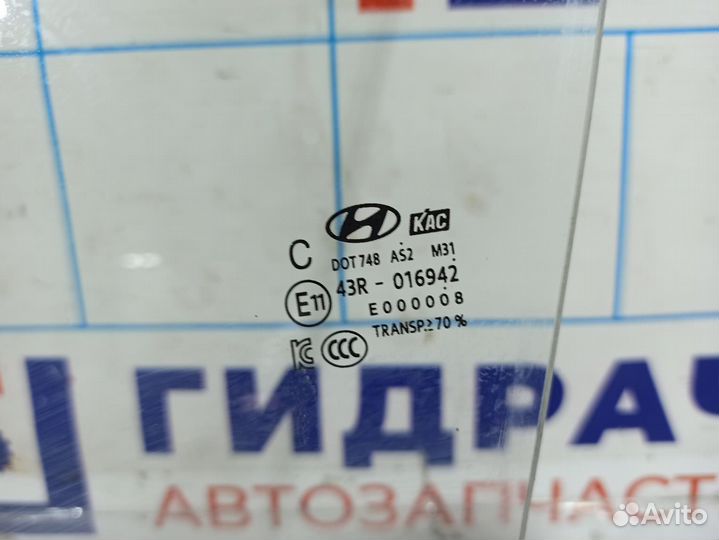 KAC
C DOT748 AS2 M31
E11 43R - 016942
E000008
TRANSP.≥70 %
CCC
ГИДРАЧ
АВТОЗАПЧАСТ
Avito